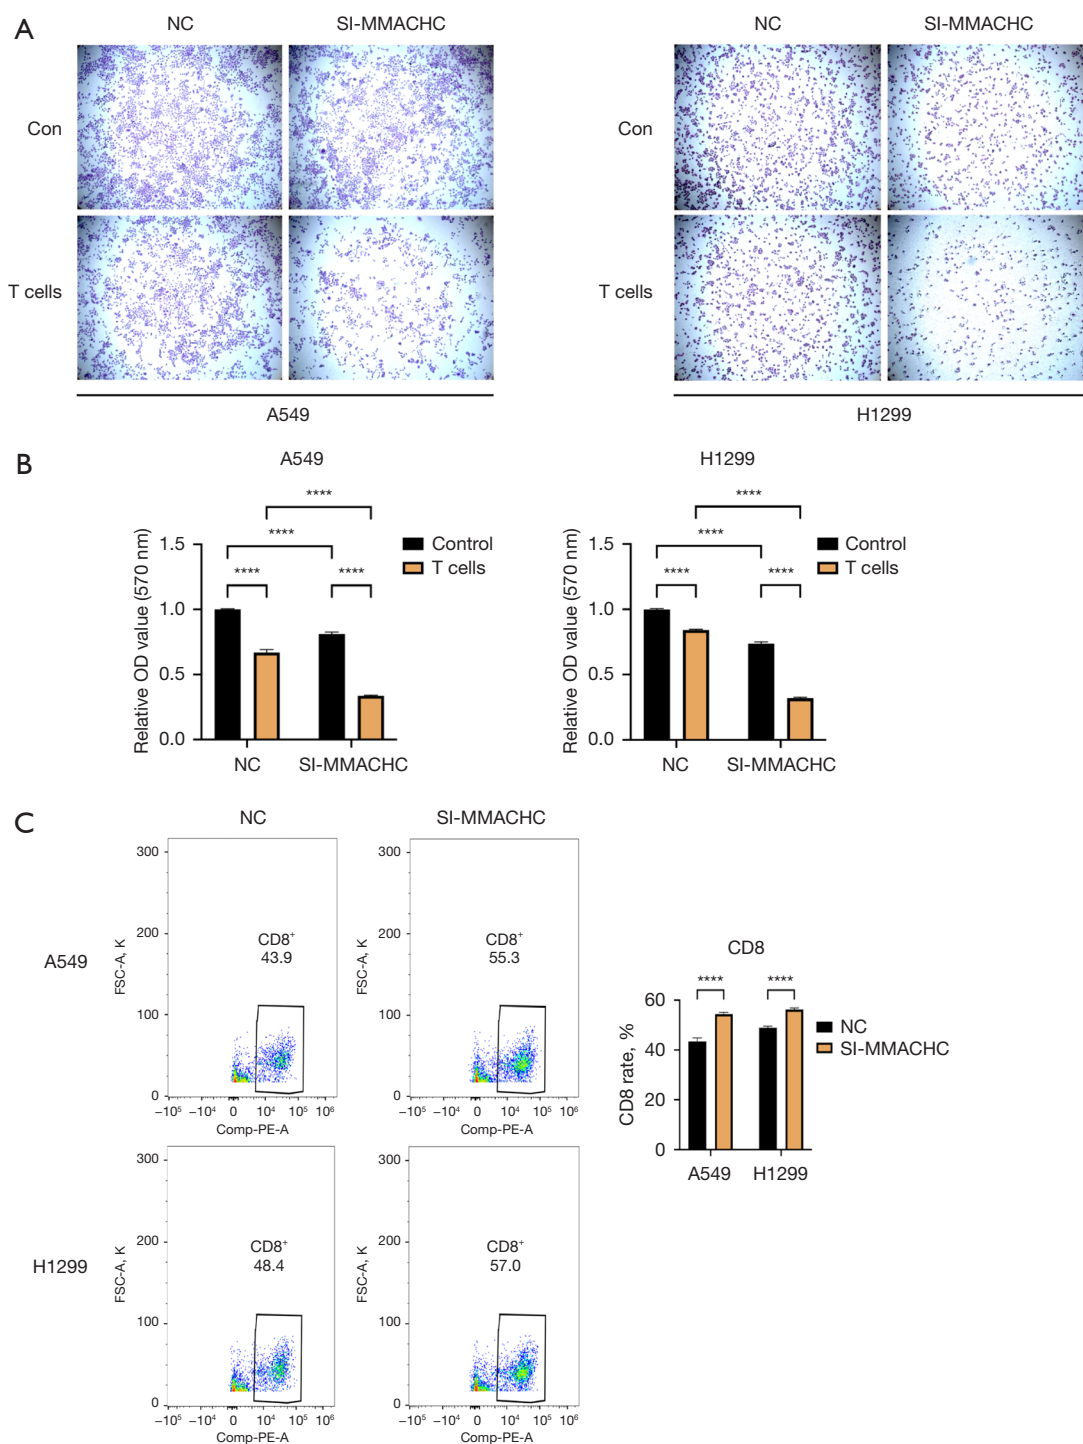 A
NC SI-MMACHC NC SI-MMACHC
Con Con
T cells T cells
A549 H1299
B
A549 H1299
**** ****
**** ****
**** **** **** ****
Control
T cells
Control
T cells
Relative OD value (570 nm)
1.5
1.0
0.5
0.0
NC SI-MMACHC
Relative OD value (570 nm)
1.5
1.0
0.5
0.0
NC SI-MMACHC
C
NC SI-MMACHC
A549
FSC-A, K
300
200
100
0
CD8⁺
43.9
−10⁵ −10⁴ 0 10⁴ 10⁵ 10⁶
Comp-PE-A
FSC-A, K
300
200
100
0
CD8⁺
55.3
−10⁵ −10⁴ 0 10⁴ 10⁵ 10⁶
Comp-PE-A
H1299
FSC-A, K
300
200
100
0
CD8⁺
48.4
−10⁵ −10⁴ 0 10⁴ 10⁵ 10⁶
Comp-PE-A
FSC-A, K
300
200
100
0
CD8⁺
57.0
−10⁵ −10⁴ 0 10⁴ 10⁵ 10⁶
Comp-PE-A
CD8
**** ****
CD8 rate, %
60
40
60
0
A549 H1299
NC
SI-MMACHC